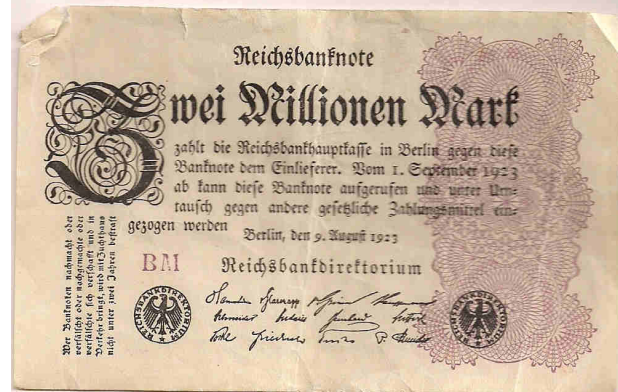 Reichsbanknote
Zwei Millionen Mark
zahlt die Reichsbankhauptkasse in Berlin gegen diese
Banknote dem Einlieferer. Vom 1. September 1923
ab kann diese Banknote aufgerufen und unter Um-
tausch gegen andere gesetzliche Zahlungsmittel ein-
gezogen werden
Berlin, den 9. August 1923
BM
Reichsbankdirektorium
REICHSBANKDIREKTORIUM
REICHSBANKDIREKTORIUM
Wer Banknoten nachmacht oder
verfälscht oder nachgemachte oder
verfälschte sich verschafft und in
Verkehr bringt, wird mit Zuchthaus
nicht unter zwei Jahren bestraft